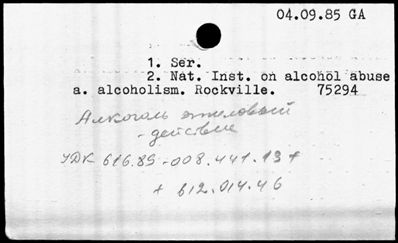 04.09.85 GA
1. Ser.
2. Nat. Inst. on alcohol abuse
a. alcoholism. Rockville. 75294
Алкоголь этиловый
- действие
УДК 616.89-008.441.13 +
+ 612.014.46